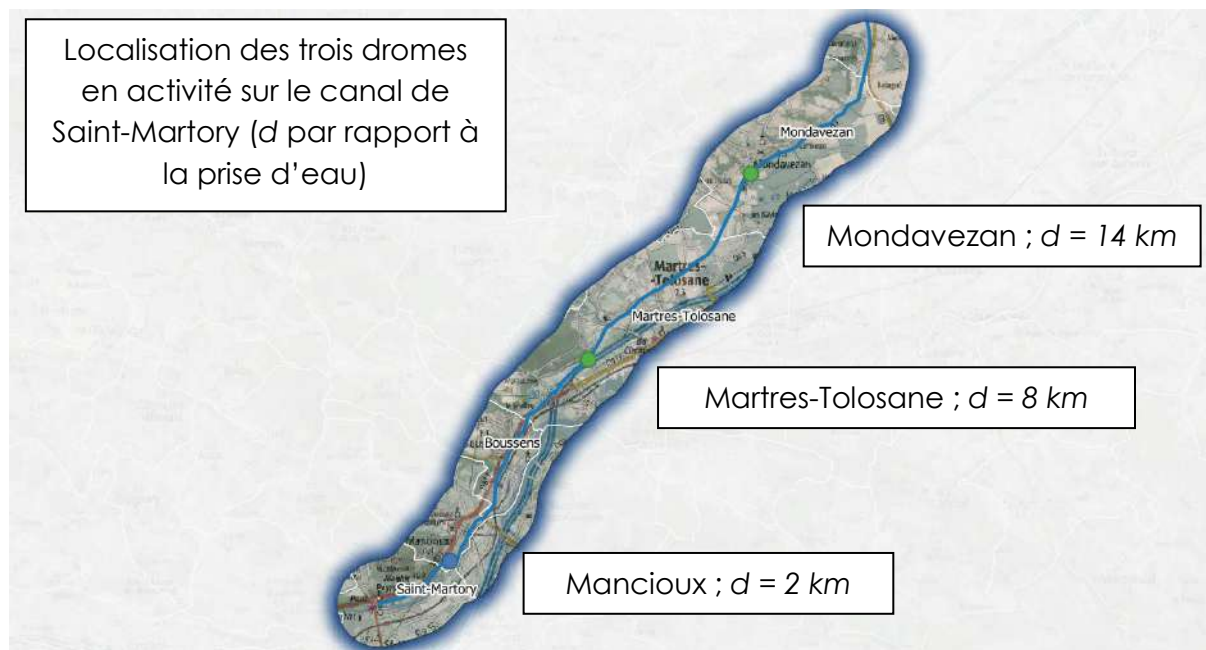 Localisation des trois dromes
en activité sur le canal de
Saint-Martory (d par rapport à
la prise d’eau)
Mondavezan
Mondavezan
Mondavezan ; d = 14 km
Martres-
-Tolosane
Martres-Tolosane
Martres-Tolosane ; d = 8 km
Boussens
Mancioux ; d = 2 km
Saint-Martory